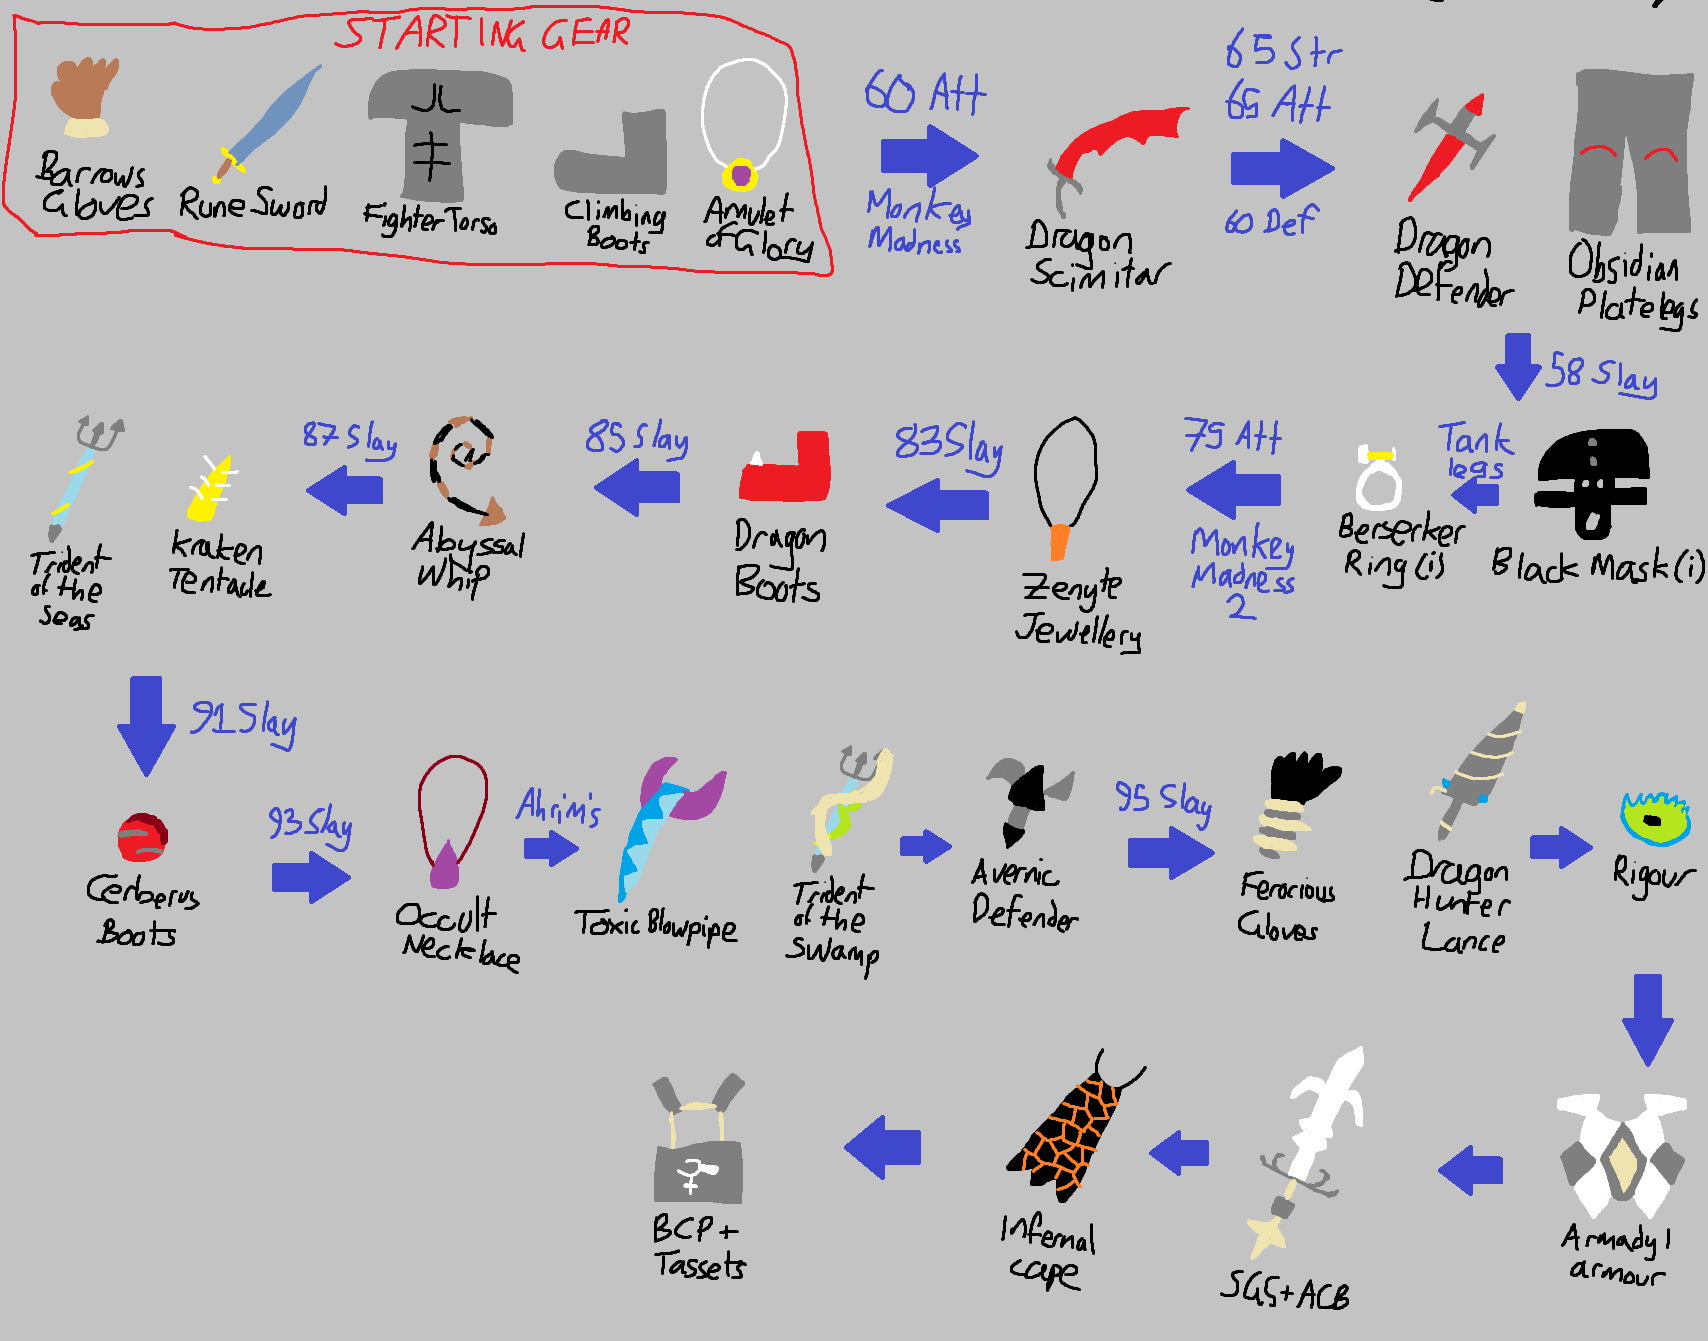 STARTING GEAR
Barrows
Gloves
Rune Sword
Fighter Torso
Climbing
Boots
Amulet
of Glory
60 Att
Monkey
Madness
Dragon
Scimitar
65 Str
65 Att
60 Def
Dragon
Defender
Obsidian
Platelegs
58 Slay
Black Mask (i)
Tank
legs
Berserker
Ring (i)
75 Att
Monkey
Madness
2
Zenyte
Jewellery
83 Slay
Dragon
Boots
85 Slay
Abyssal
Whip
87 Slay
Kraken
Tentacle
Trident
of the
Seas
91 Slay
Cerberus
Boots
93 Slay
Occult
Necklace
Ahrim's
Toxic Blowpipe
Trident
of the
Swamp
Avernic
Defender
95 Slay
Ferocious
Gloves
Dragon
Hunter
Lance
Rigour
Armadyl
armour
SGS + ACB
Infernal
cape
BCP +
Tassets